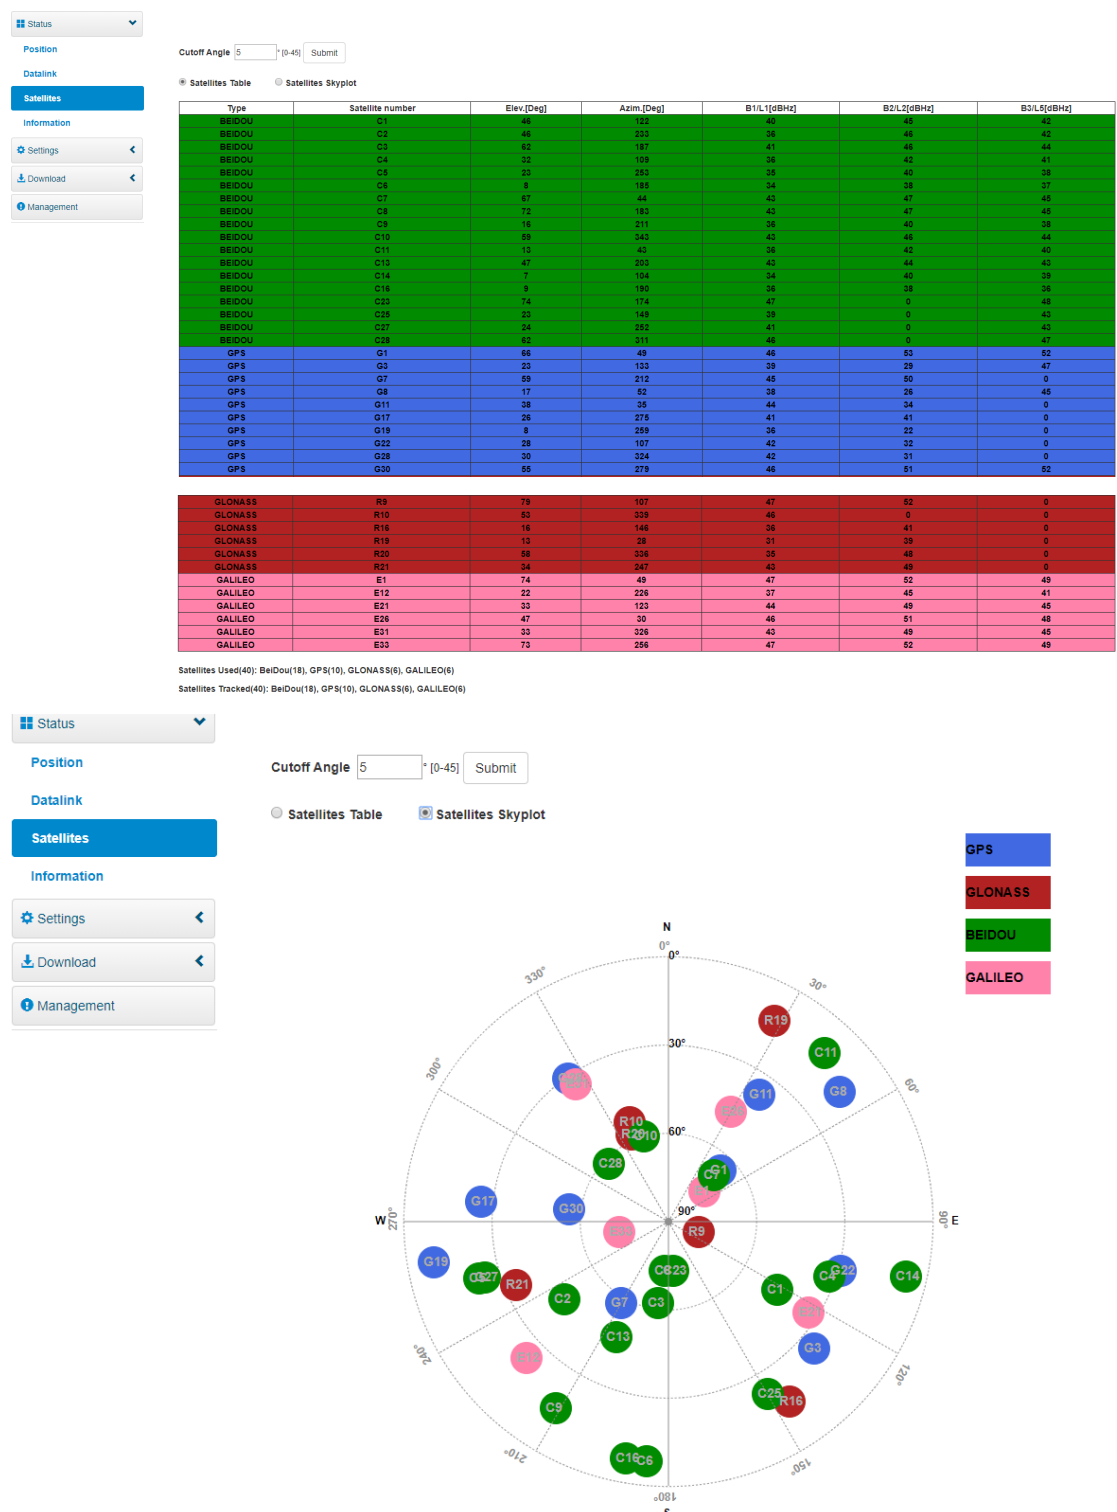 Status
Position
Datalink
Satellites
Information
Settings
Download
Management
Cutoff Angle 5 ° [0-45] Submit
Satellites Table Satellites Skyplot
Type Satellite number Elev.[Deg] Azim.[Deg] B1/L1[dBHz] B2/L2[dBHz] B3/L5[dBHz]
BEIDOU C1 46 122 40 45 42
BEIDOU C2 46 233 36 46 42
BEIDOU C3 62 187 41 46 44
BEIDOU C4 32 109 36 42 41
BEIDOU C5 23 253 35 40 38
BEIDOU C6 8 185 34 38 37
BEIDOU C7 67 44 43 47 45
BEIDOU C8 72 183 43 47 45
BEIDOU C9 16 211 36 40 38
BEIDOU C10 59 343 43 46 44
BEIDOU C11 13 43 36 42 40
BEIDOU C13 47 203 43 44 43
BEIDOU C14 7 104 34 40 39
BEIDOU C16 9 190 36 38 36
BEIDOU C23 74 174 47 0 48
BEIDOU C25 23 149 39 0 43
BEIDOU C27 24 252 41 0 43
BEIDOU C28 62 311 46 0 47
GPS G1 66 49 46 53 52
GPS G3 23 133 39 29 47
GPS G7 59 212 45 50 0
GPS G8 17 52 38 26 45
GPS G11 38 35 44 34 0
GPS G17 26 275 41 41 0
GPS G19 8 259 36 22 0
GPS G22 28 107 42 32 0
GPS G28 30 324 42 31 0
GPS G30 55 279 46 51 52
GLONASS R9 79 107 47 52 0
GLONASS R10 53 339 46 0 0
GLONASS R16 16 146 36 41 0
GLONASS R19 13 28 31 39 0
GLONASS R20 58 336 35 48 0
GLONASS R21 34 247 43 49 0
GALILEO E1 74 49 47 52 49
GALILEO E12 22 226 37 45 41
GALILEO E21 33 123 44 49 45
GALILEO E26 47 30 46 51 48
GALILEO E31 33 326 43 49 45
GALILEO E33 73 256 47 52 49
Satellites Used(40): BeiDou(18), GPS(10), GLONASS(6), GALILEO(6)
Satellites Tracked(40): BeiDou(18), GPS(10), GLONASS(6), GALILEO(6)
Status
Position
Datalink
Satellites
Information
Settings
Download
Management
Cutoff Angle 5 ° [0-45] Submit
Satellites Table Satellites Skyplot
GPS
GLONASS
BEIDOU
GALILEO
N
0°
0°
330° 30°
R19
30°
C11
300° 60°
G11 G8
E26
R10
R20 C10 60°
C28 G1
C7
G17 G30 E1
90°
W 270° 90° E
E33 R9
G19 C5 C27 R21 C8 C23 C4 G22 C14
C2 G7 C3 C1
E21
C13 G3
240° E12 120°
C25 R16
C9
210° C16 C6 150°
180°